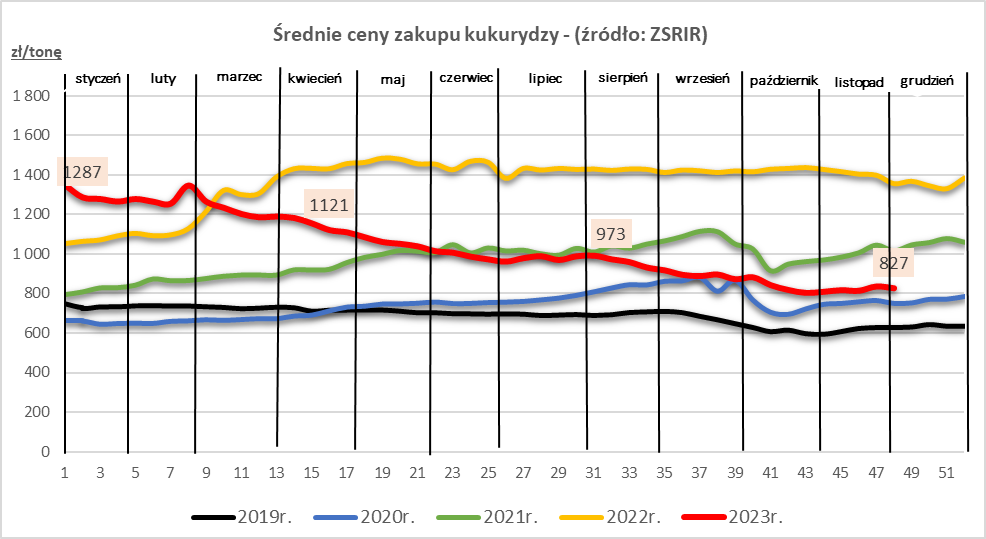 Średnie ceny zakupu kukurydzy - (źródło: ZSRIR)
zł/tonę
styczeń luty marzec kwiecień maj czerwiec lipiec sierpień wrzesień październik listopad grudzień
1 800
1 600
1 400
1 200
1 000
800
600
400
200
0
1287
1121
973
827
1 3 5 7 9 11 13 15 17 19 21 23 25 27 29 31 33 35 37 39 41 43 45 47 49 51
2019r. 2020r. 2021r. 2022r. 2023r.